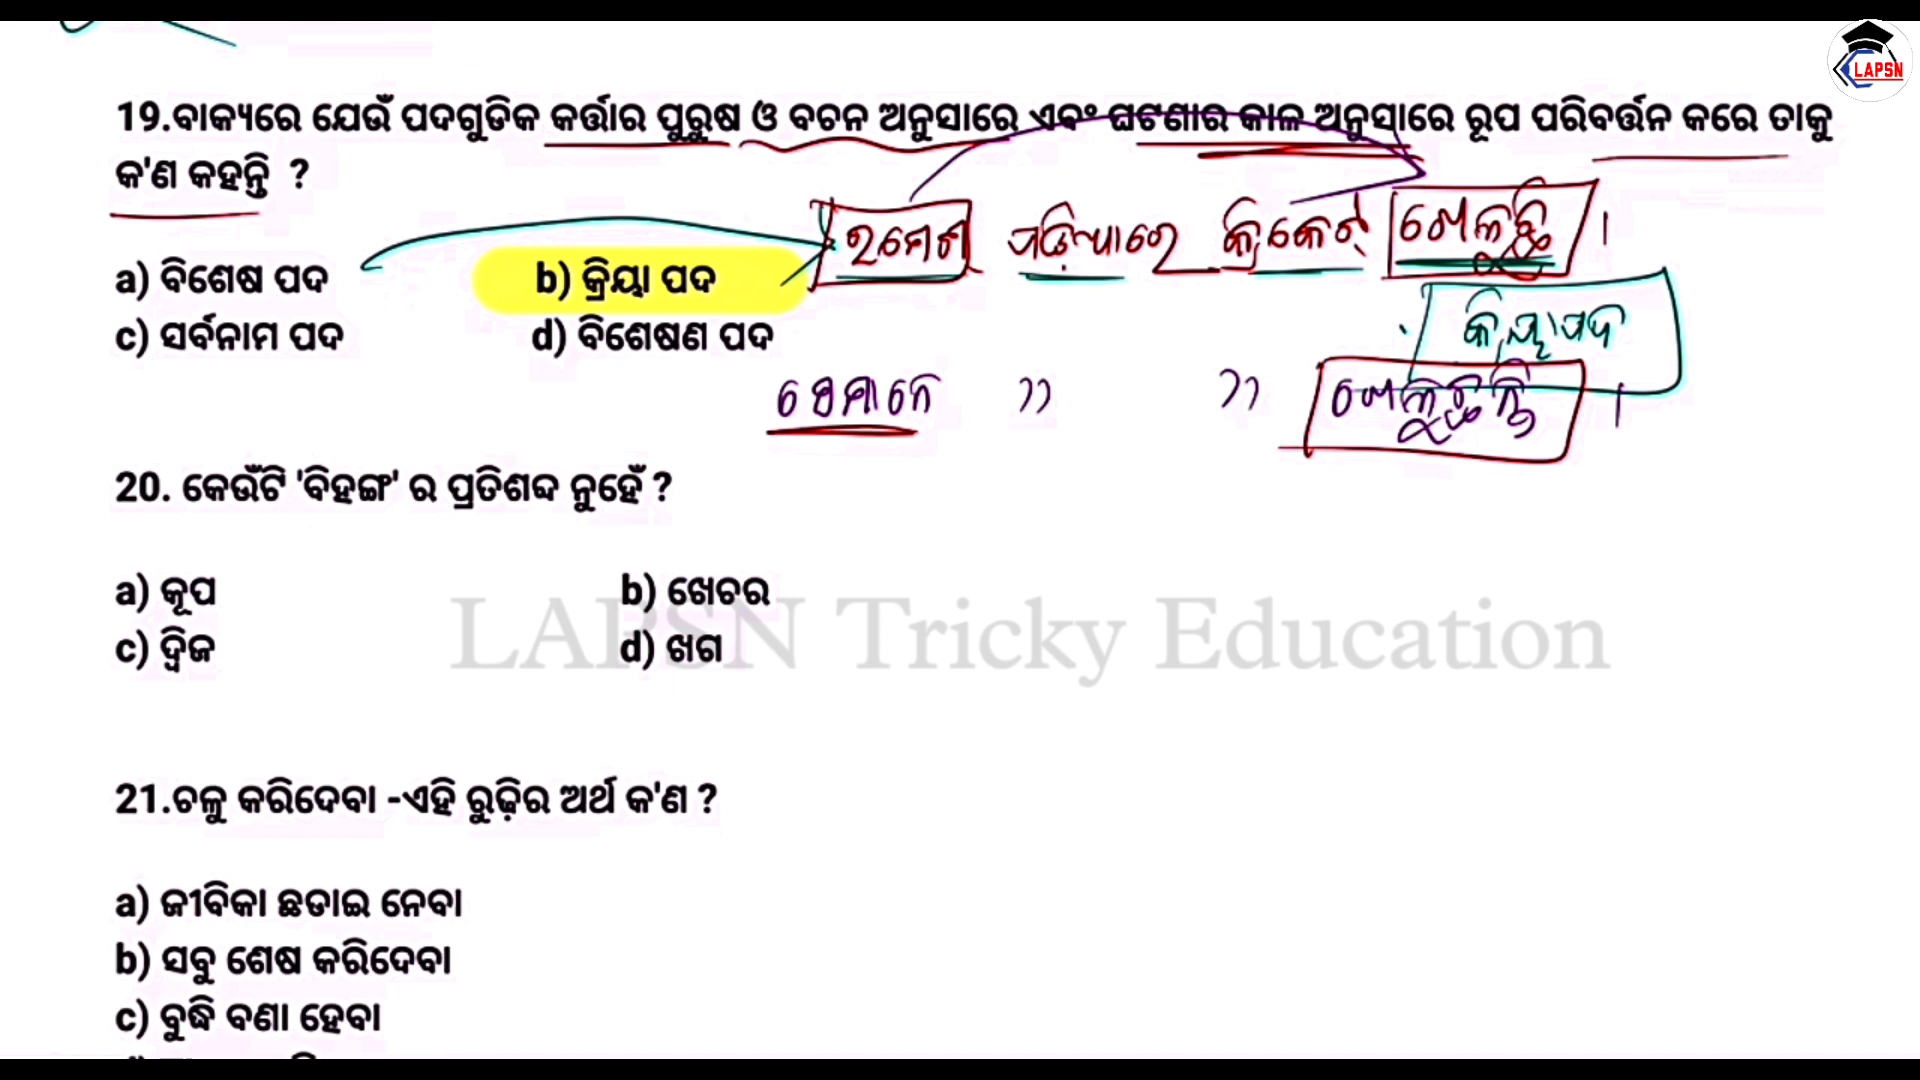 LAPSN
19.ବାକ୍ୟରେ ଯେଉଁ ପଦଗୁଡିକ କର୍ତ୍ତାର ପୁରୁଷ ଓ ବଚନ ଅନୁସାରେ ଏବଂ ଘଟଣାର କାଳ ଅନୁସାରେ ରୂପ ପରିବର୍ତ୍ତନ କରେ ତାକୁ
କ'ଣ କହନ୍ତି ?
ରମେଶ ପଡ଼ିଆରେ କ୍ରିକେଟ୍ ଖେଳୁଛି ।
a) ବିଶେଷ ପଦ b) କ୍ରିୟା ପଦ
କ୍ରିୟାପଦ
c) ସର୍ବନାମ ପଦ d) ବିଶେଷଣ ପଦ
ସେମାନେ " " ଖେଳୁଛନ୍ତି ।
20. କେଉଁଟି 'ବିହଙ୍ଗ' ର ପ୍ରତିଶବ୍ଦ ନୁହେଁ ?
a) କୂପ b) ଖେଚର
LAPSN Tricky Education
c) ଦ୍ୱିଜ d) ଖଗ
21.ଚଳୁ କରିଦେବା -ଏହି ରୁଢ଼ିର ଅର୍ଥ କ'ଣ ?
a) ଜୀବିକା ଛଡାଇ ନେବା
b) ସବୁ ଶେଷ କରିଦେବା
c) ବୁଦ୍ଧି ବଣା ହେବା